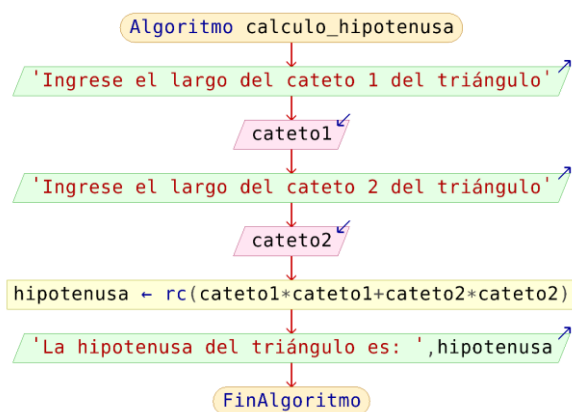 Algoritmo calculo_hipotenusa
'Ingrese el largo del cateto 1 del triángulo'
cateto1
'Ingrese el largo del cateto 2 del triángulo'
cateto2
hipotenusa ← rc(cateto1*cateto1+cateto2*cateto2)
'La hipotenusa del triángulo es: ',hipotenusa
FinAlgoritmo